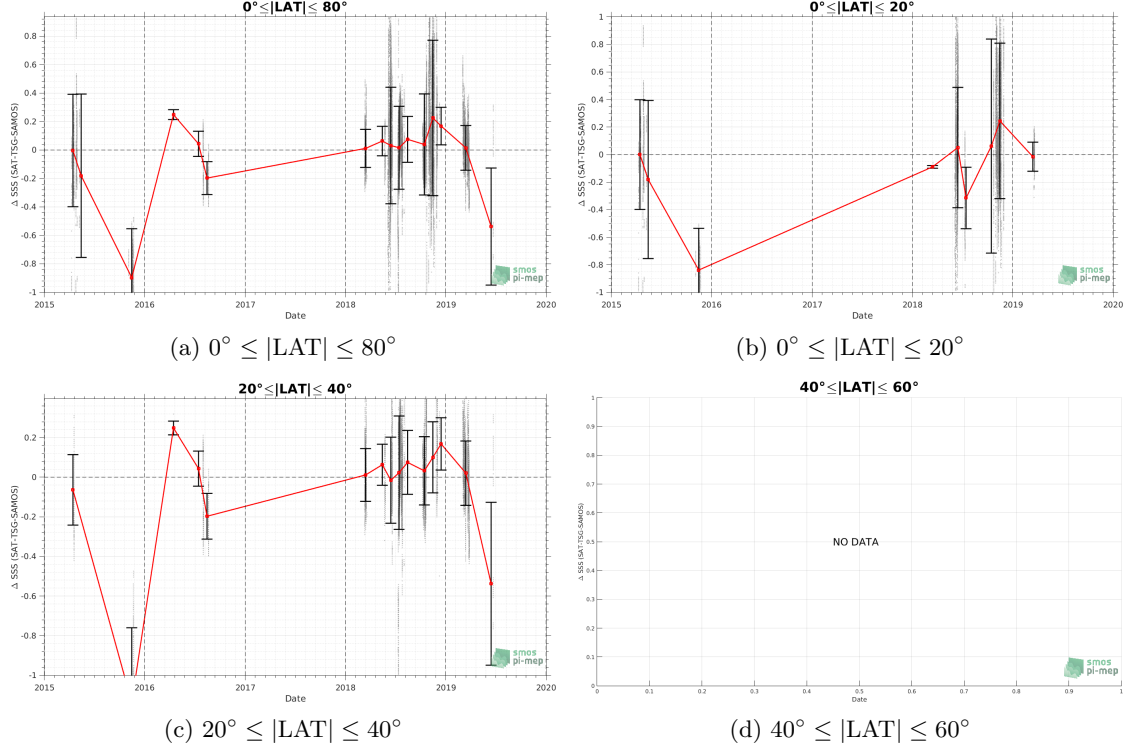 0°≤|LAT|≤ 80°
Δ SSS (SAT-TSG-SAMOS)
0.8
0.6
0.4
0.2
0
-0.2
-0.4
-0.6
-0.8
-1
2015 2016 2017 2018 2019 2020
Date
smos
pi-mep
(a) 0° ≤ |LAT| ≤ 80°
0°≤|LAT|≤ 20°
Δ SSS (SAT-TSG-SAMOS)
1
0.8
0.6
0.4
0.2
0
-0.2
-0.4
-0.6
-0.8
-1
2015 2016 2017 2018 2019 2020
Date
smos
pi-mep
(b) 0° ≤ |LAT| ≤ 20°
20°≤|LAT|≤ 40°
Δ SSS (SAT-TSG-SAMOS)
0.2
0
-0.2
-0.4
-0.6
-0.8
-1
2015 2016 2017 2018 2019 2020
Date
smos
pi-mep
(c) 20° ≤ |LAT| ≤ 40°
40°≤|LAT|≤ 60°
Δ SSS (SAT-TSG-SAMOS)
1
0.9
0.8
0.7
0.6
0.5
0.4
0.3
0.2
0.1
0
NO DATA
0 0.1 0.2 0.3 0.4 0.5 0.6 0.7 0.8 0.9 1
Date
smos
pi-mep
(d) 40° ≤ |LAT| ≤ 60°